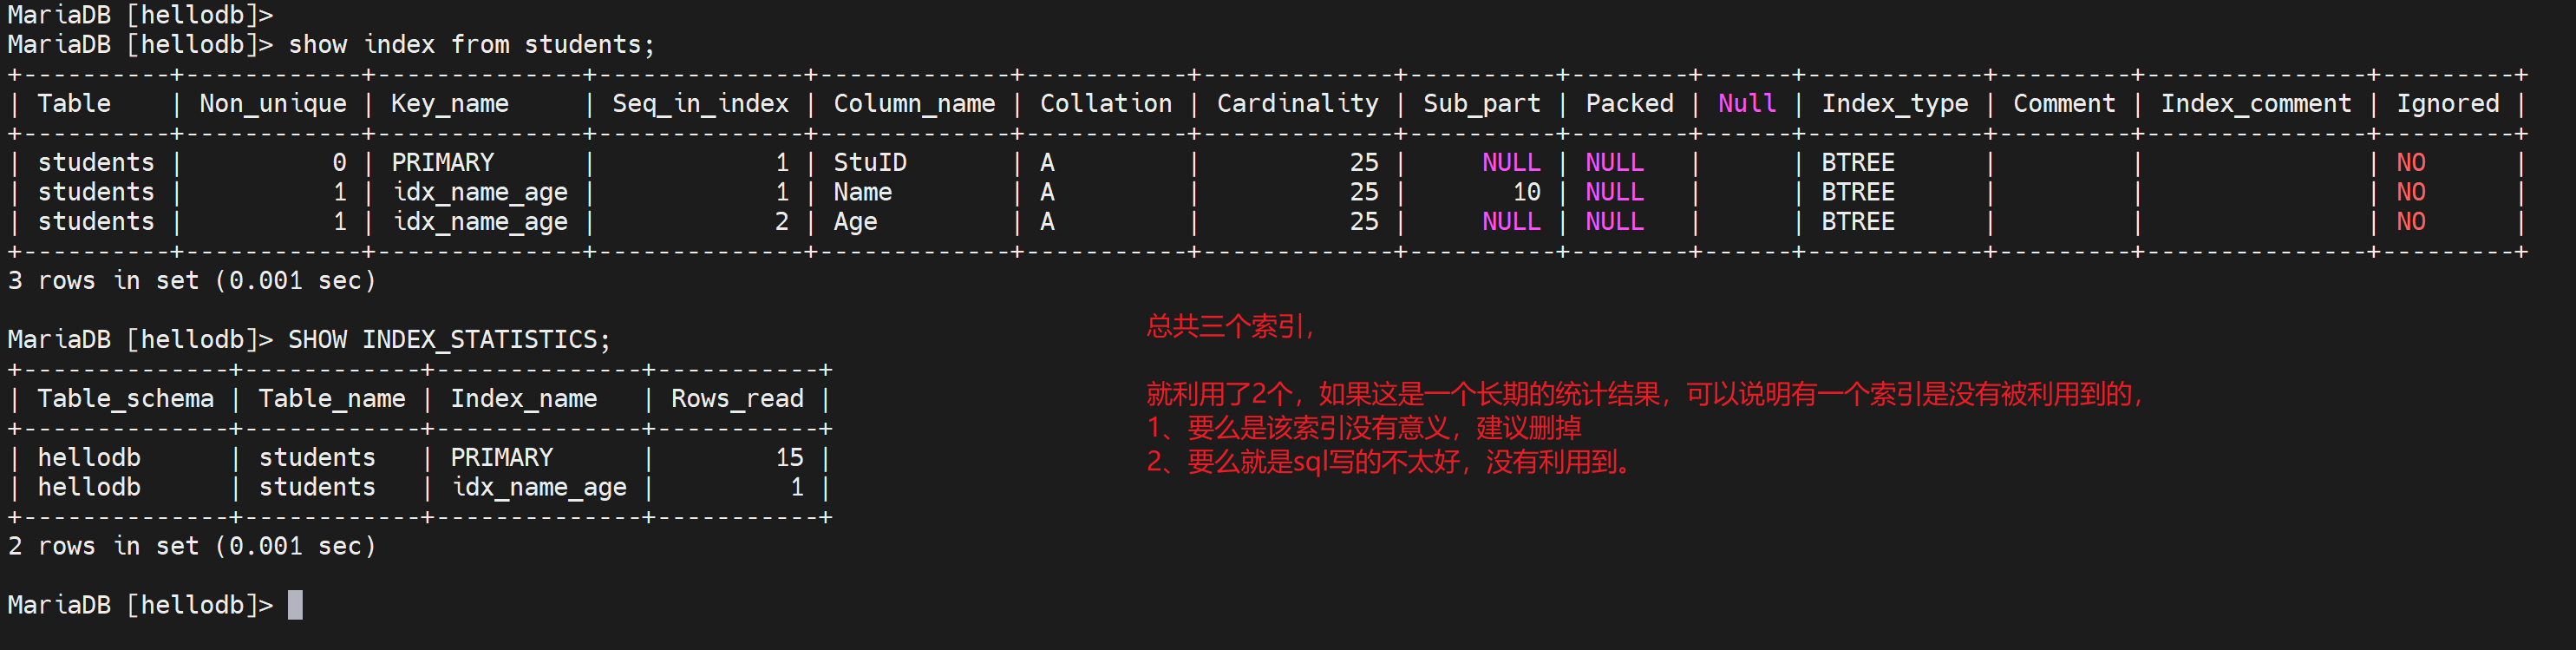 MariaDB [hellodb]>
MariaDB [hellodb]> show index from students;
+----------+------------+--------------+--------------+-------------+-----------+-------------+----------+--------+------+------------+---------+---------------+---------+
| Table    | Non_unique | Key_name     | Seq_in_index | Column_name | Collation | Cardinality | Sub_part | Packed | Null | Index_type | Comment | Index_comment | Ignored |
+----------+------------+--------------+--------------+-------------+-----------+-------------+----------+--------+------+------------+---------+---------------+---------+
| students |          0 | PRIMARY      |            1 | StuID       | A         |          25 |     NULL | NULL   |      | BTREE      |         |               | NO      |
| students |          1 | idx_name_age |            1 | Name        | A         |          25 |       10 | NULL   |      | BTREE      |         |               | NO      |
| students |          1 | idx_name_age |            2 | Age         | A         |          25 |     NULL | NULL   |      | BTREE      |         |               | NO      |
+----------+------------+--------------+--------------+-------------+-----------+-------------+----------+--------+------+------------+---------+---------------+---------+
3 rows in set (0.001 sec)
MariaDB [hellodb]> SHOW INDEX_STATISTICS;
+--------------+------------+--------------+-----------+
| Table_schema | Table_name | Index_name   | Rows_read |
+--------------+------------+--------------+-----------+
| hellodb      | students   | PRIMARY      |        15 |
| hellodb      | students   | idx_name_age |         1 |
+--------------+------------+--------------+-----------+
2 rows in set (0.001 sec)
MariaDB [hellodb]>
总共三个索引，
就利用了2个，如果这是一个长期的统计结果，可以说明有一个索引是没有被利用到的，
1、要么是该索引没有意义，建议删掉
2、要么就是sql写的不太好，没有利用到。